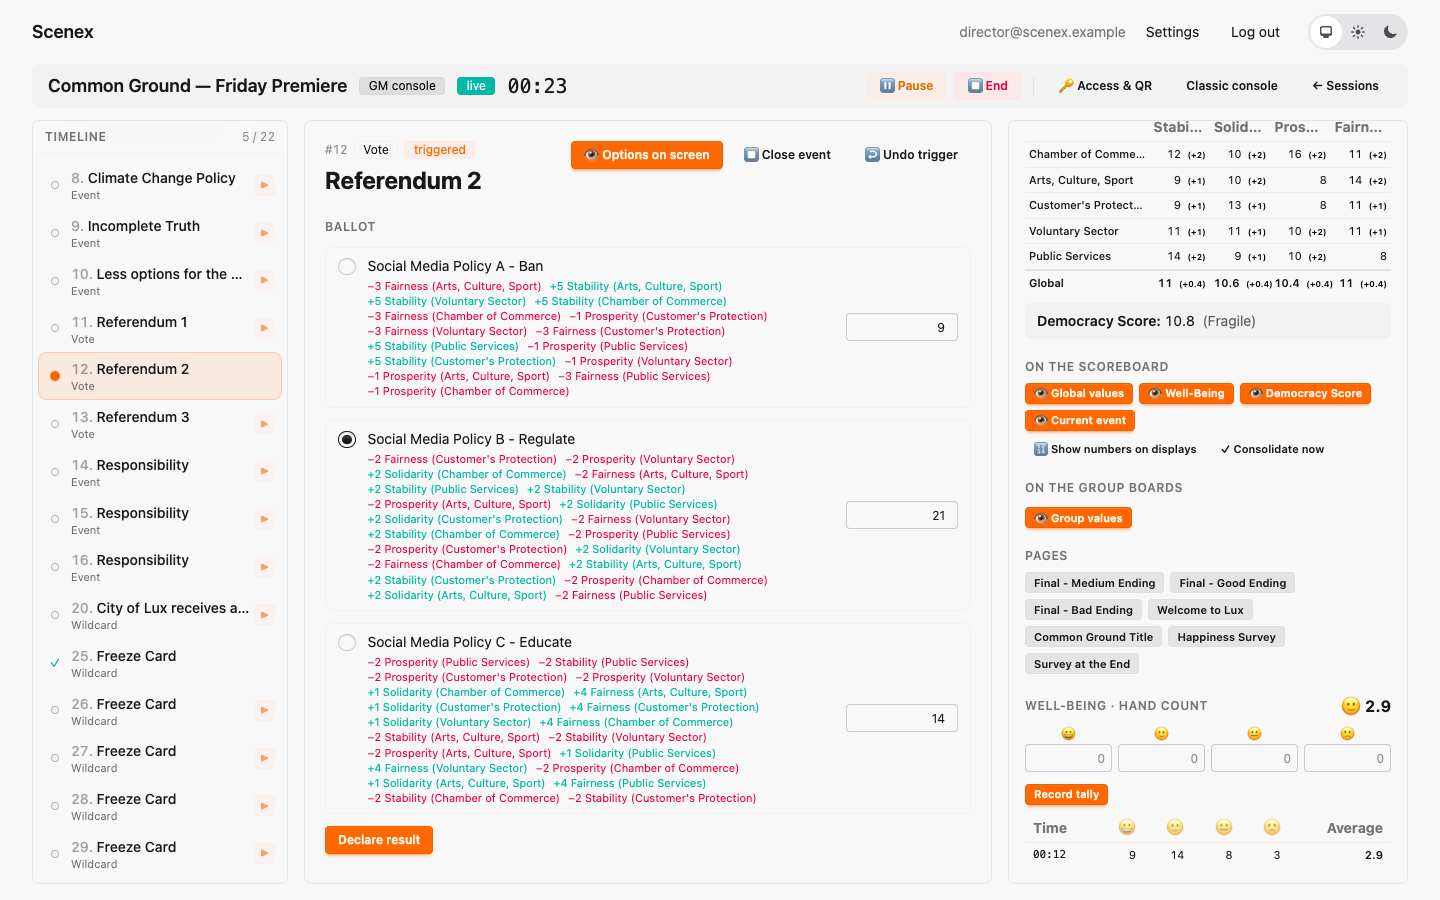 Scenex
director@scenex.example Settings Log out
Common Ground — Friday Premiere GM console live 00:23 Pause End Access & QR Classic console ← Sessions
TIMELINE 5 / 22
8. Climate Change Policy
Event
9. Incomplete Truth
Event
10. Less options for the ...
Event
11. Referendum 1
Vote
12. Referendum 2
Vote
13. Referendum 3
Vote
14. Responsibility
Event
15. Responsibility
Event
16. Responsibility
Event
20. City of Lux receives a...
Wildcard
25. Freeze Card
Wildcard
26. Freeze Card
Wildcard
27. Freeze Card
Wildcard
28. Freeze Card
Wildcard
29. Freeze Card
Wildcard
#12 Vote triggered Options on screen Close event Undo trigger
Referendum 2
BALLOT
Social Media Policy A - Ban
−3 Fairness (Arts, Culture, Sport) +5 Stability (Arts, Culture, Sport)
+5 Stability (Voluntary Sector) +5 Stability (Chamber of Commerce)
−3 Fairness (Chamber of Commerce) −1 Prosperity (Customer's Protection)
−3 Fairness (Voluntary Sector) −3 Fairness (Customer's Protection)
+5 Stability (Public Services) −1 Prosperity (Public Services)
+5 Stability (Customer's Protection) −1 Prosperity (Voluntary Sector)
−1 Prosperity (Arts, Culture, Sport) −3 Fairness (Public Services)
−1 Prosperity (Chamber of Commerce)
9
Social Media Policy B - Regulate
−2 Fairness (Customer's Protection) −2 Prosperity (Voluntary Sector)
+2 Solidarity (Chamber of Commerce) −2 Fairness (Arts, Culture, Sport)
+2 Stability (Public Services) +2 Stability (Voluntary Sector)
−2 Prosperity (Arts, Culture, Sport) +2 Solidarity (Public Services)
+2 Solidarity (Customer's Protection) −2 Fairness (Voluntary Sector)
+2 Stability (Chamber of Commerce) −2 Prosperity (Public Services)
−2 Prosperity (Customer's Protection) +2 Solidarity (Voluntary Sector)
−2 Fairness (Chamber of Commerce) +2 Stability (Arts, Culture, Sport)
+2 Stability (Customer's Protection) −2 Prosperity (Chamber of Commerce)
+2 Solidarity (Arts, Culture, Sport) −2 Fairness (Public Services)
21
Social Media Policy C - Educate
−2 Prosperity (Public Services) −2 Stability (Public Services)
−2 Prosperity (Customer's Protection) −2 Prosperity (Voluntary Sector)
+1 Solidarity (Chamber of Commerce) +4 Fairness (Arts, Culture, Sport)
+1 Solidarity (Customer's Protection) +4 Fairness (Customer's Protection)
+1 Solidarity (Voluntary Sector) +4 Fairness (Chamber of Commerce)
−2 Stability (Arts, Culture, Sport) −2 Stability (Voluntary Sector)
−2 Prosperity (Arts, Culture, Sport) +1 Solidarity (Public Services)
+4 Fairness (Voluntary Sector) −2 Prosperity (Chamber of Commerce)
+1 Solidarity (Arts, Culture, Sport) +4 Fairness (Public Services)
−2 Stability (Chamber of Commerce) −2 Stability (Customer's Protection)
14
Declare result
Stabi... Solid... Pros... Fairn...
Chamber of Comme... 12 (+2) 10 (+2) 16 (+2) 11 (+2)
Arts, Culture, Sport 9 (+1) 10 (+2) 8 14 (+2)
Customer's Protect... 9 (+1) 13 (+1) 8 11 (+1)
Voluntary Sector 11 (+1) 11 (+1) 10 (+2) 11 (+1)
Public Services 14 (+2) 9 (+1) 10 (+2) 8
Global 11 (+0.4) 10.6 (+0.4) 10.4 (+0.4) 11 (+0.4)
Democracy Score: 10.8 (Fragile)
ON THE SCOREBOARD
Global values Well-Being Democracy Score
Current event
Show numbers on displays ✓ Consolidate now
ON THE GROUP BOARDS
Group values
PAGES
Final - Medium Ending Final - Good Ending
Final - Bad Ending Welcome to Lux
Common Ground Title Happiness Survey
Survey at the End
WELL-BEING · HAND COUNT 2.9
0 0 0 0
Record tally
Time Average
00:12 9 14 8 3 2.9